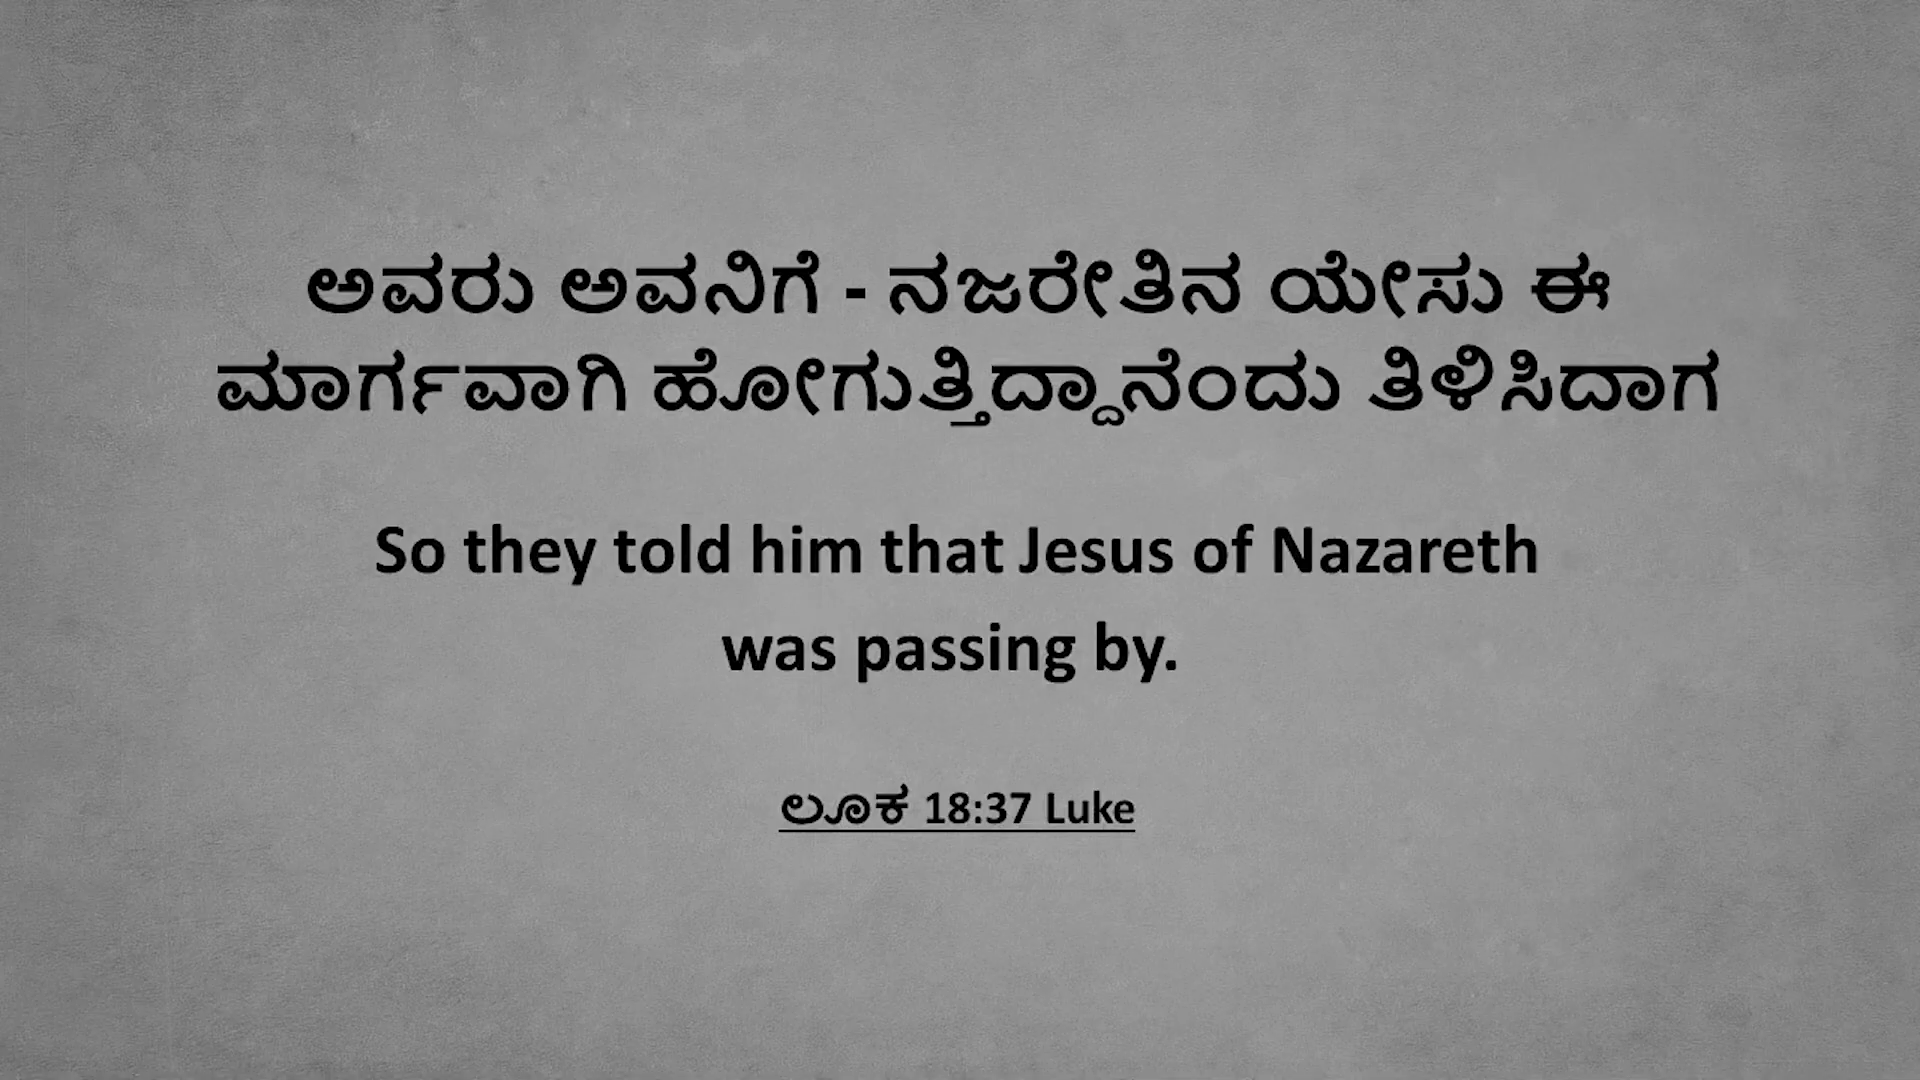 ಅವರು ಅವನಿಗೆ - ನಜರೇತಿನ ಯೇಸು ಈ
ಮಾರ್ಗವಾಗಿ ಹೋಗುತ್ತಿದ್ದಾನೆಂದು ತಿಳಿಸಿದಾಗ
So they told him that Jesus of Nazareth
was passing by.
ಲೂಕ 18:37 Luke